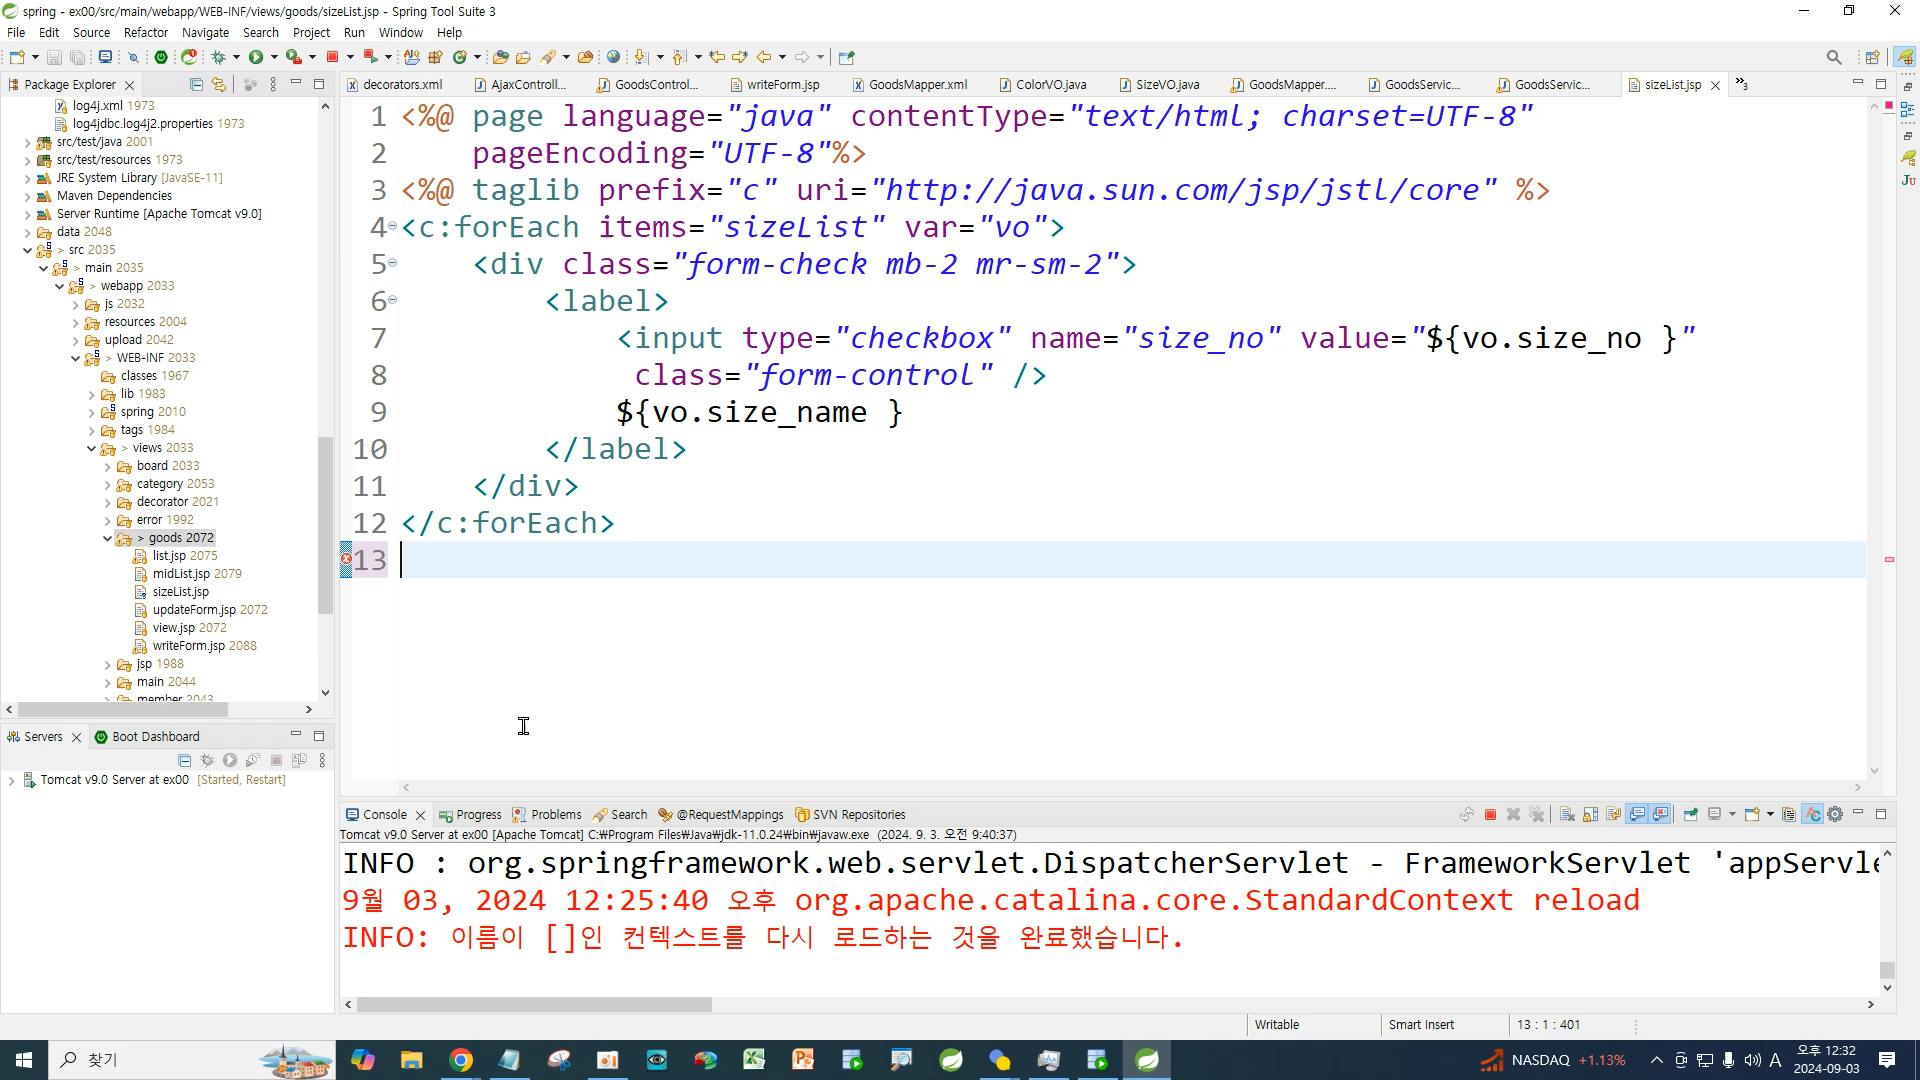 spring - ex00/src/main/webapp/WEB-INF/views/goods/sizeList.jsp - Spring Tool Suite 3
File Edit Source Refactor Navigate Search Project Run Window Help
Package Explorer
decorators.xml AjaxControll... GoodsControl... writeForm.jsp GoodsMapper.xml ColorVO.java SizeVO.java GoodsMapper.... GoodsServic... GoodsServic... sizeList.jsp »3
log4j.xml 1973
log4jdbc.log4j2.properties 1973
src/test/java 2001
src/test/resources 1973
JRE System Library [JavaSE-11]
Maven Dependencies
Server Runtime [Apache Tomcat v9.0]
data 2048
> src 2035
> main 2035
> webapp 2033
js 2032
resources 2004
upload 2042
> WEB-INF 2033
classes 1967
lib 1983
spring 2010
tags 1984
> views 2033
board 2033
category 2053
decorator 2021
error 1992
> goods 2072
list.jsp 2075
midList.jsp 2079
sizeList.jsp
updateForm.jsp 2072
view.jsp 2072
writeForm.jsp 2088
jsp 1988
main 2044
member 2043
1 <%@ page language="java" contentType="text/html; charset=UTF-8"
2 pageEncoding="UTF-8"%>
3 <%@ taglib prefix="c" uri="http://java.sun.com/jsp/jstl/core" %>
4 <c:forEach items="sizeList" var="vo">
5 <div class="form-check mb-2 mr-sm-2">
6 <label>
7 <input type="checkbox" name="size_no" value="${vo.size_no }"
8 class="form-control" />
9 ${vo.size_name }
10 </label>
11 </div>
12 </c:forEach>
13
Servers Boot Dashboard
Tomcat v9.0 Server at ex00 [Started, Restart]
Console Progress Problems Search @RequestMappings SVN Repositories
Tomcat v9.0 Server at ex00 [Apache Tomcat] C:₩Program Files₩Java₩jdk-11.0.24₩bin₩javaw.exe (2024. 9. 3. 오전 9:40:37)
INFO : org.springframework.web.servlet.DispatcherServlet - FrameworkServlet 'appServle
9월 03, 2024 12:25:40 오후 org.apache.catalina.core.StandardContext reload
INFO: 이름이 []인 컨텍스트를 다시 로드하는 것을 완료했습니다.
Writable Smart Insert 13 : 1 : 401
찾기
NASDAQ +1.13%
A
오후 12:32
2024-09-03